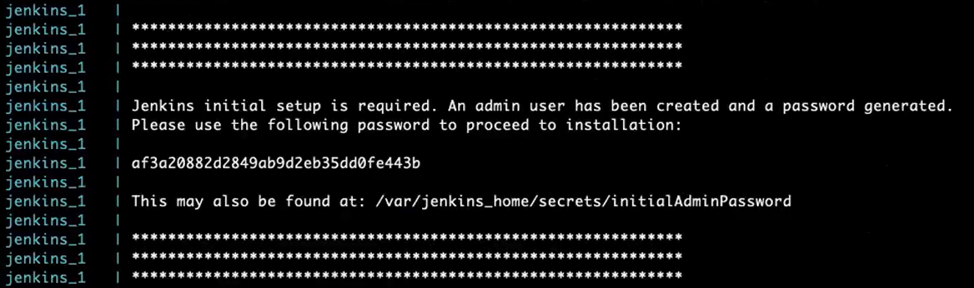 jenkins_1 |
jenkins_1 | *************************************************************
jenkins_1 | *************************************************************
jenkins_1 | *************************************************************
jenkins_1 |
jenkins_1 | Jenkins initial setup is required. An admin user has been created and a password generated.
jenkins_1 | Please use the following password to proceed to installation:
jenkins_1 |
jenkins_1 | af3a20882d2849ab9d2eb35dd0fe443b
jenkins_1 |
jenkins_1 | This may also be found at: /var/jenkins_home/secrets/initialAdminPassword
jenkins_1 |
jenkins_1 | *************************************************************
jenkins_1 | *************************************************************
jenkins_1 | *************************************************************